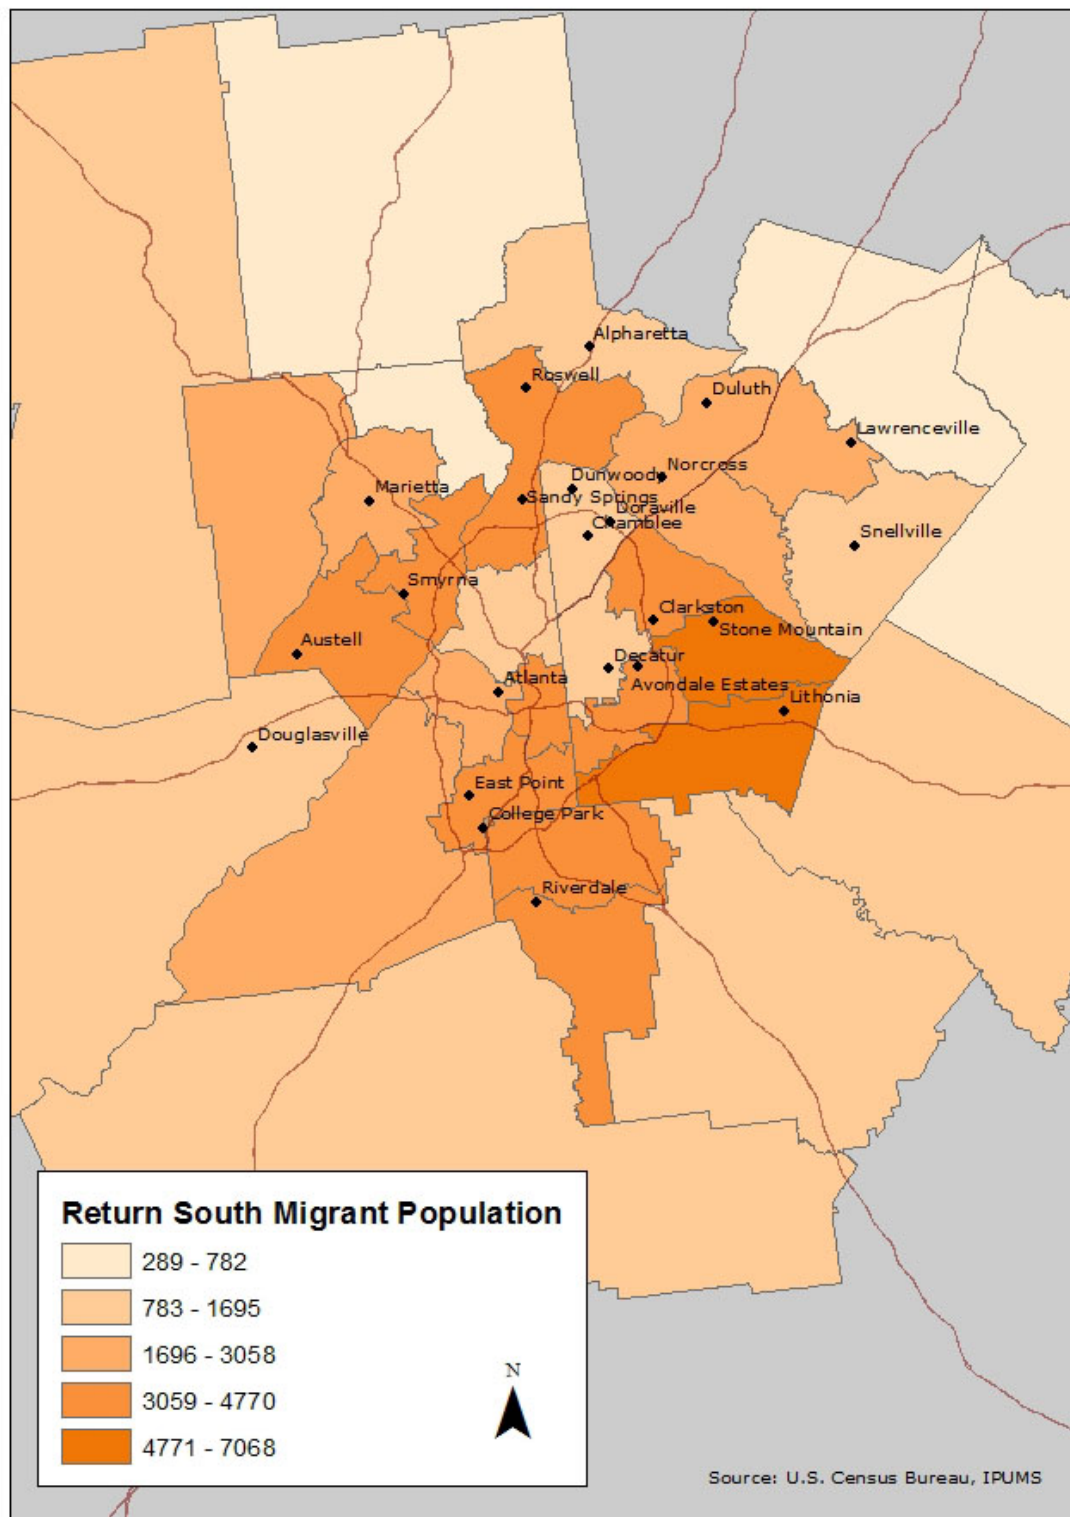 Alpharetta
Roswell
Duluth
Lawrenceville
Norcross
Dunwoody
Marietta
Sandy Springs
Doraville
Chamblee
Snellville
Smyrna
Clarkston
Stone Mountain
Austell
Decatur
Atlanta
Avondale Estates
Lithonia
Douglasville
East Point
College Park
Riverdale
Return South Migrant Population
289 - 782
783 - 1695
1696 - 3058
3059 - 4770
4771 - 7068
N
Source: U.S. Census Bureau, IPUMS